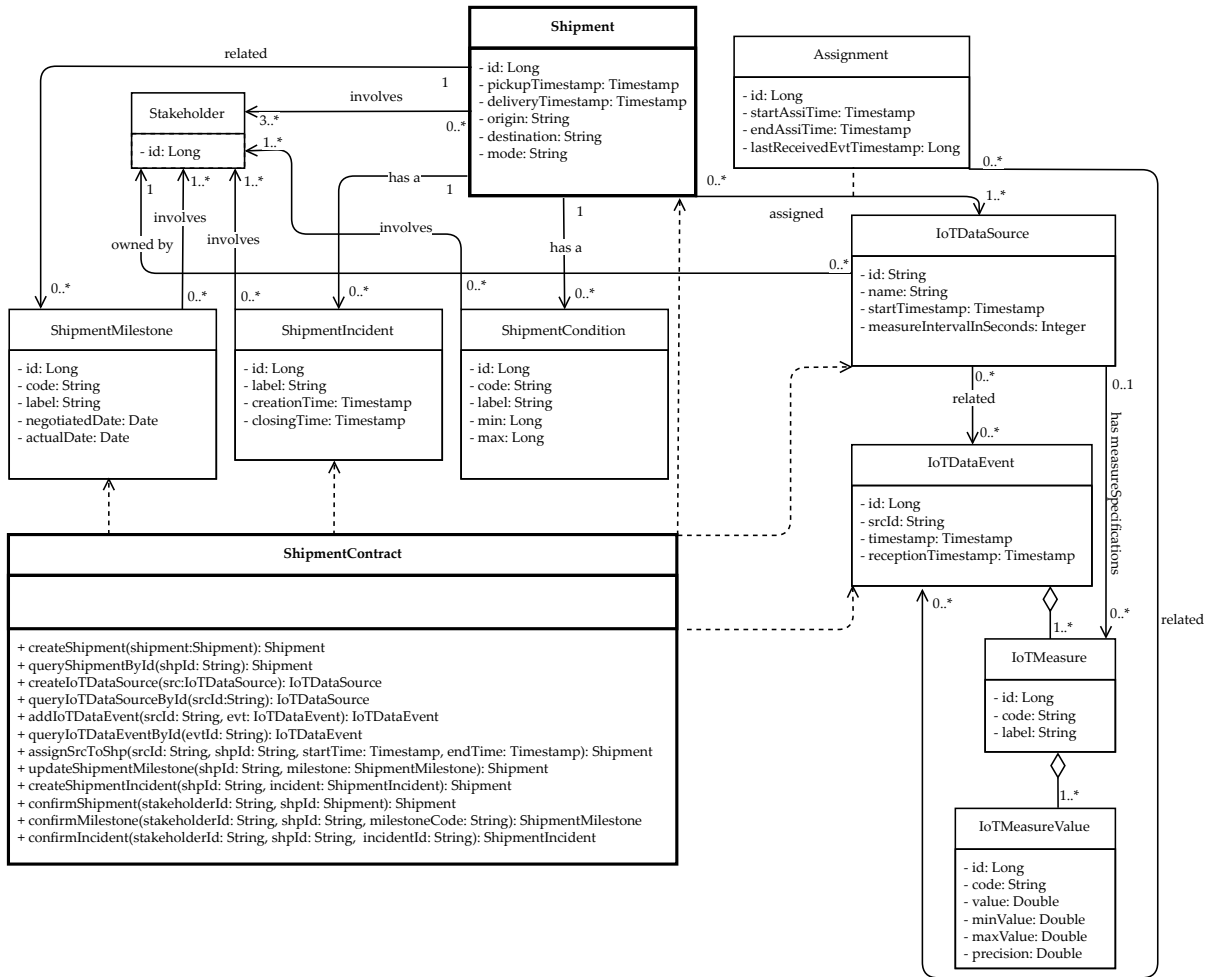 Shipment
- id: Long
- pickupTimestamp: Timestamp
- deliveryTimestamp: Timestamp
- origin: String
- destination: String
- mode: String
Assignment
- id: Long
- startAssiTime: Timestamp
- endAssiTime: Timestamp
- lastReceivedEvtTimestamp: Long
related
1
involves
3..*
0..*
Stakeholder
- id: Long
1..*
has a
1
1
0..*
1..*
assigned
0..*
1
1..*
1..*
involves
owned by
involves
involves
has a
IoTDataSource
- id: String
- name: String
- startTimestamp: Timestamp
- measureIntervalInSeconds: Integer
0..*
0..*
0..*
0..*
0..*
0..*
0..*
ShipmentMilestone
- id: Long
- code: String
- label: String
- negotiatedDate: Date
- actualDate: Date
ShipmentIncident
- id: Long
- label: String
- creationTime: Timestamp
- closingTime: Timestamp
ShipmentCondition
- id: Long
- code: String
- label: String
- min: Long
- max: Long
0..*
related
0..*
0..1
has measureSpecifications
0..*
IoTDataEvent
- id: Long
- srcId: String
- timestamp: Timestamp
- receptionTimestamp: Timestamp
0..*
1..*
related
IoTMeasure
- id: Long
- code: String
- label: String
1..*
IoTMeasureValue
- id: Long
- code: String
- value: Double
- minValue: Double
- maxValue: Double
- precision: Double
ShipmentContract
+ createShipment(shipment:Shipment): Shipment
+ queryShipmentById(shpId: String): Shipment
+ createIoTDataSource(src:IoTDataSource): IoTDataSource
+ queryIoTDataSourceById(srcId:String): IoTDataSource
+ addIoTDataEvent(srcId: String, evt: IoTDataEvent): IoTDataEvent
+ queryIoTDataEventById(evtId: String): IoTDataEvent
+ assignSrcToShp(srcId: String, shpId: String, startTime: Timestamp, endTime: Timestamp): Shipment
+ updateShipmentMilestone(shpId: String, milestone: ShipmentMilestone): Shipment
+ createShipmentIncident(shpId: String, incident: ShipmentIncident): Shipment
+ confirmShipment(stakeholderId: String, shpId: Shipment): Shipment
+ confirmMilestone(stakeholderId: String, shpId: String, milestoneCode: String): ShipmentMilestone
+ confirmIncident(stakeholderId: String, shpId: String, incidentId: String): ShipmentIncident